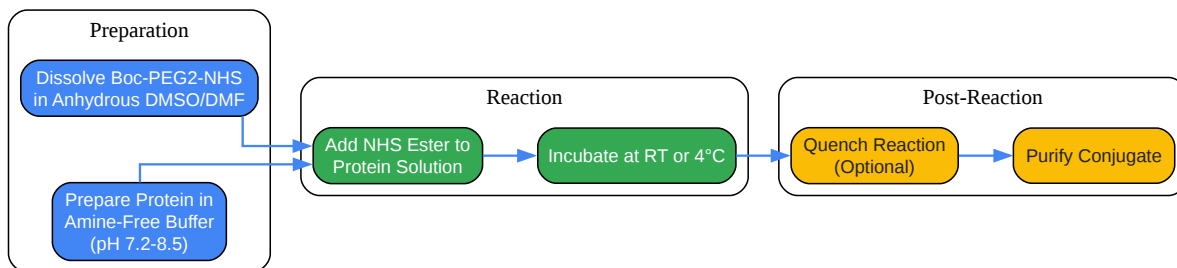 Preparation
Dissolve Boc-PEG2-NHS
in Anhydrous DMSO/DMF
Prepare Protein in
Amine-Free Buffer
(pH 7.2-8.5)
Reaction
Add NHS Ester to
Protein Solution
Incubate at RT or 4°C
Post-Reaction
Quench Reaction
(Optional)
Purify Conjugate